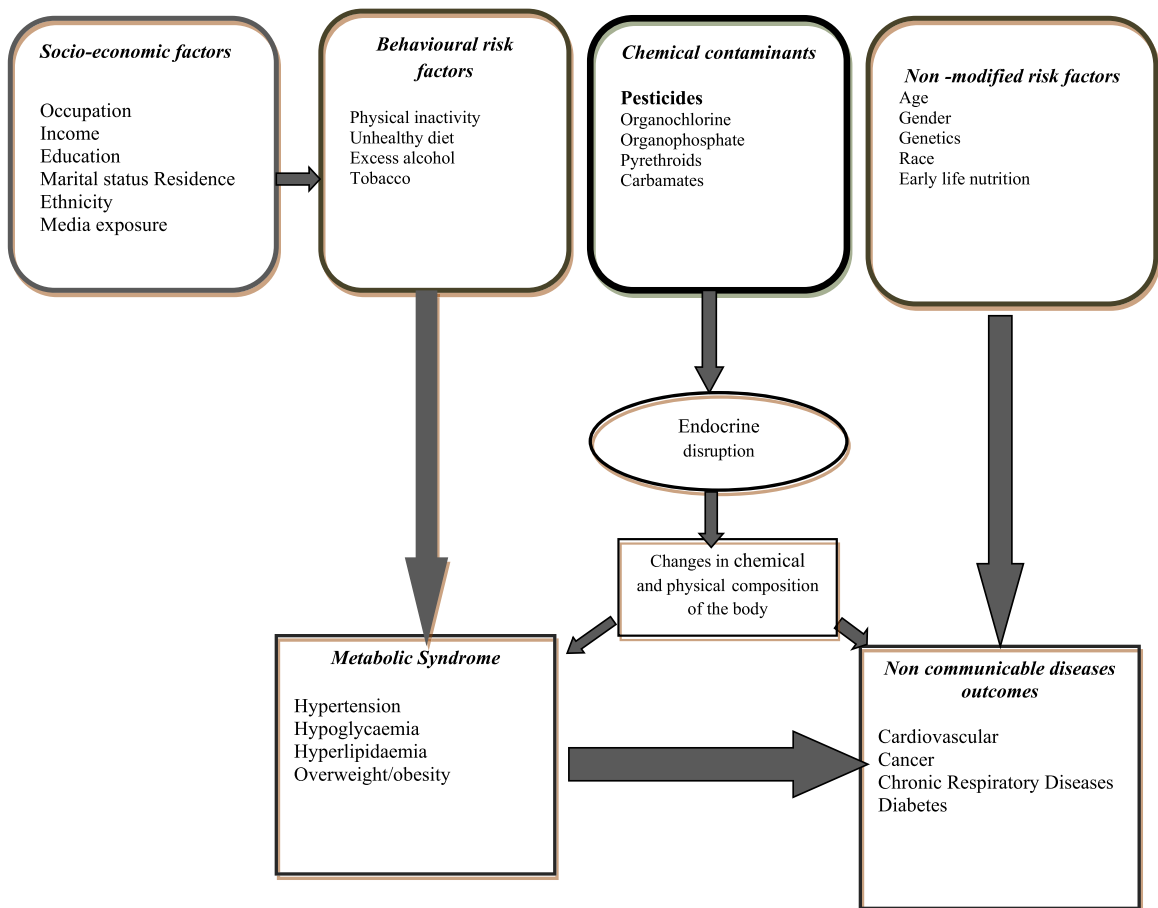 Socio-economic factors
Occupation
Income
Education
Marital status Residence
Ethnicity
Media exposure
Behavioural risk
factors
Physical inactivity
Unhealthy diet
Excess alcohol
Tobacco
Chemical contaminants
Pesticides
Organochlorine
Organophosphate
Pyrethroids
Carbamates
Non -modified risk factors
Age
Gender
Genetics
Race
Early life nutrition
Endocrine
disruption
Changes in chemical
and physical composition
of the body
Metabolic Syndrome
Hypertension
Hypoglycaemia
Hyperlipidaemia
Overweight/obesity
Non communicable diseases
outcomes
Cardiovascular
Cancer
Chronic Respiratory Diseases
Diabetes